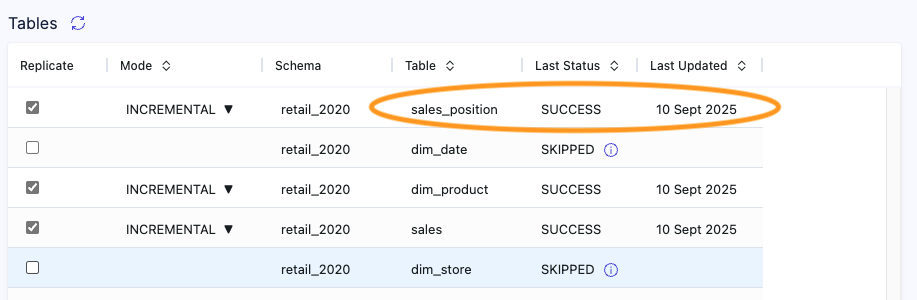 Tables
Replicate Mode Schema Table Last Status Last Updated
INCREMENTAL ▼ retail_2020 sales_position SUCCESS 10 Sept 2025
retail_2020 dim_date SKIPPED
INCREMENTAL ▼ retail_2020 dim_product SUCCESS 10 Sept 2025
INCREMENTAL ▼ retail_2020 sales SUCCESS 10 Sept 2025
retail_2020 dim_store SKIPPED